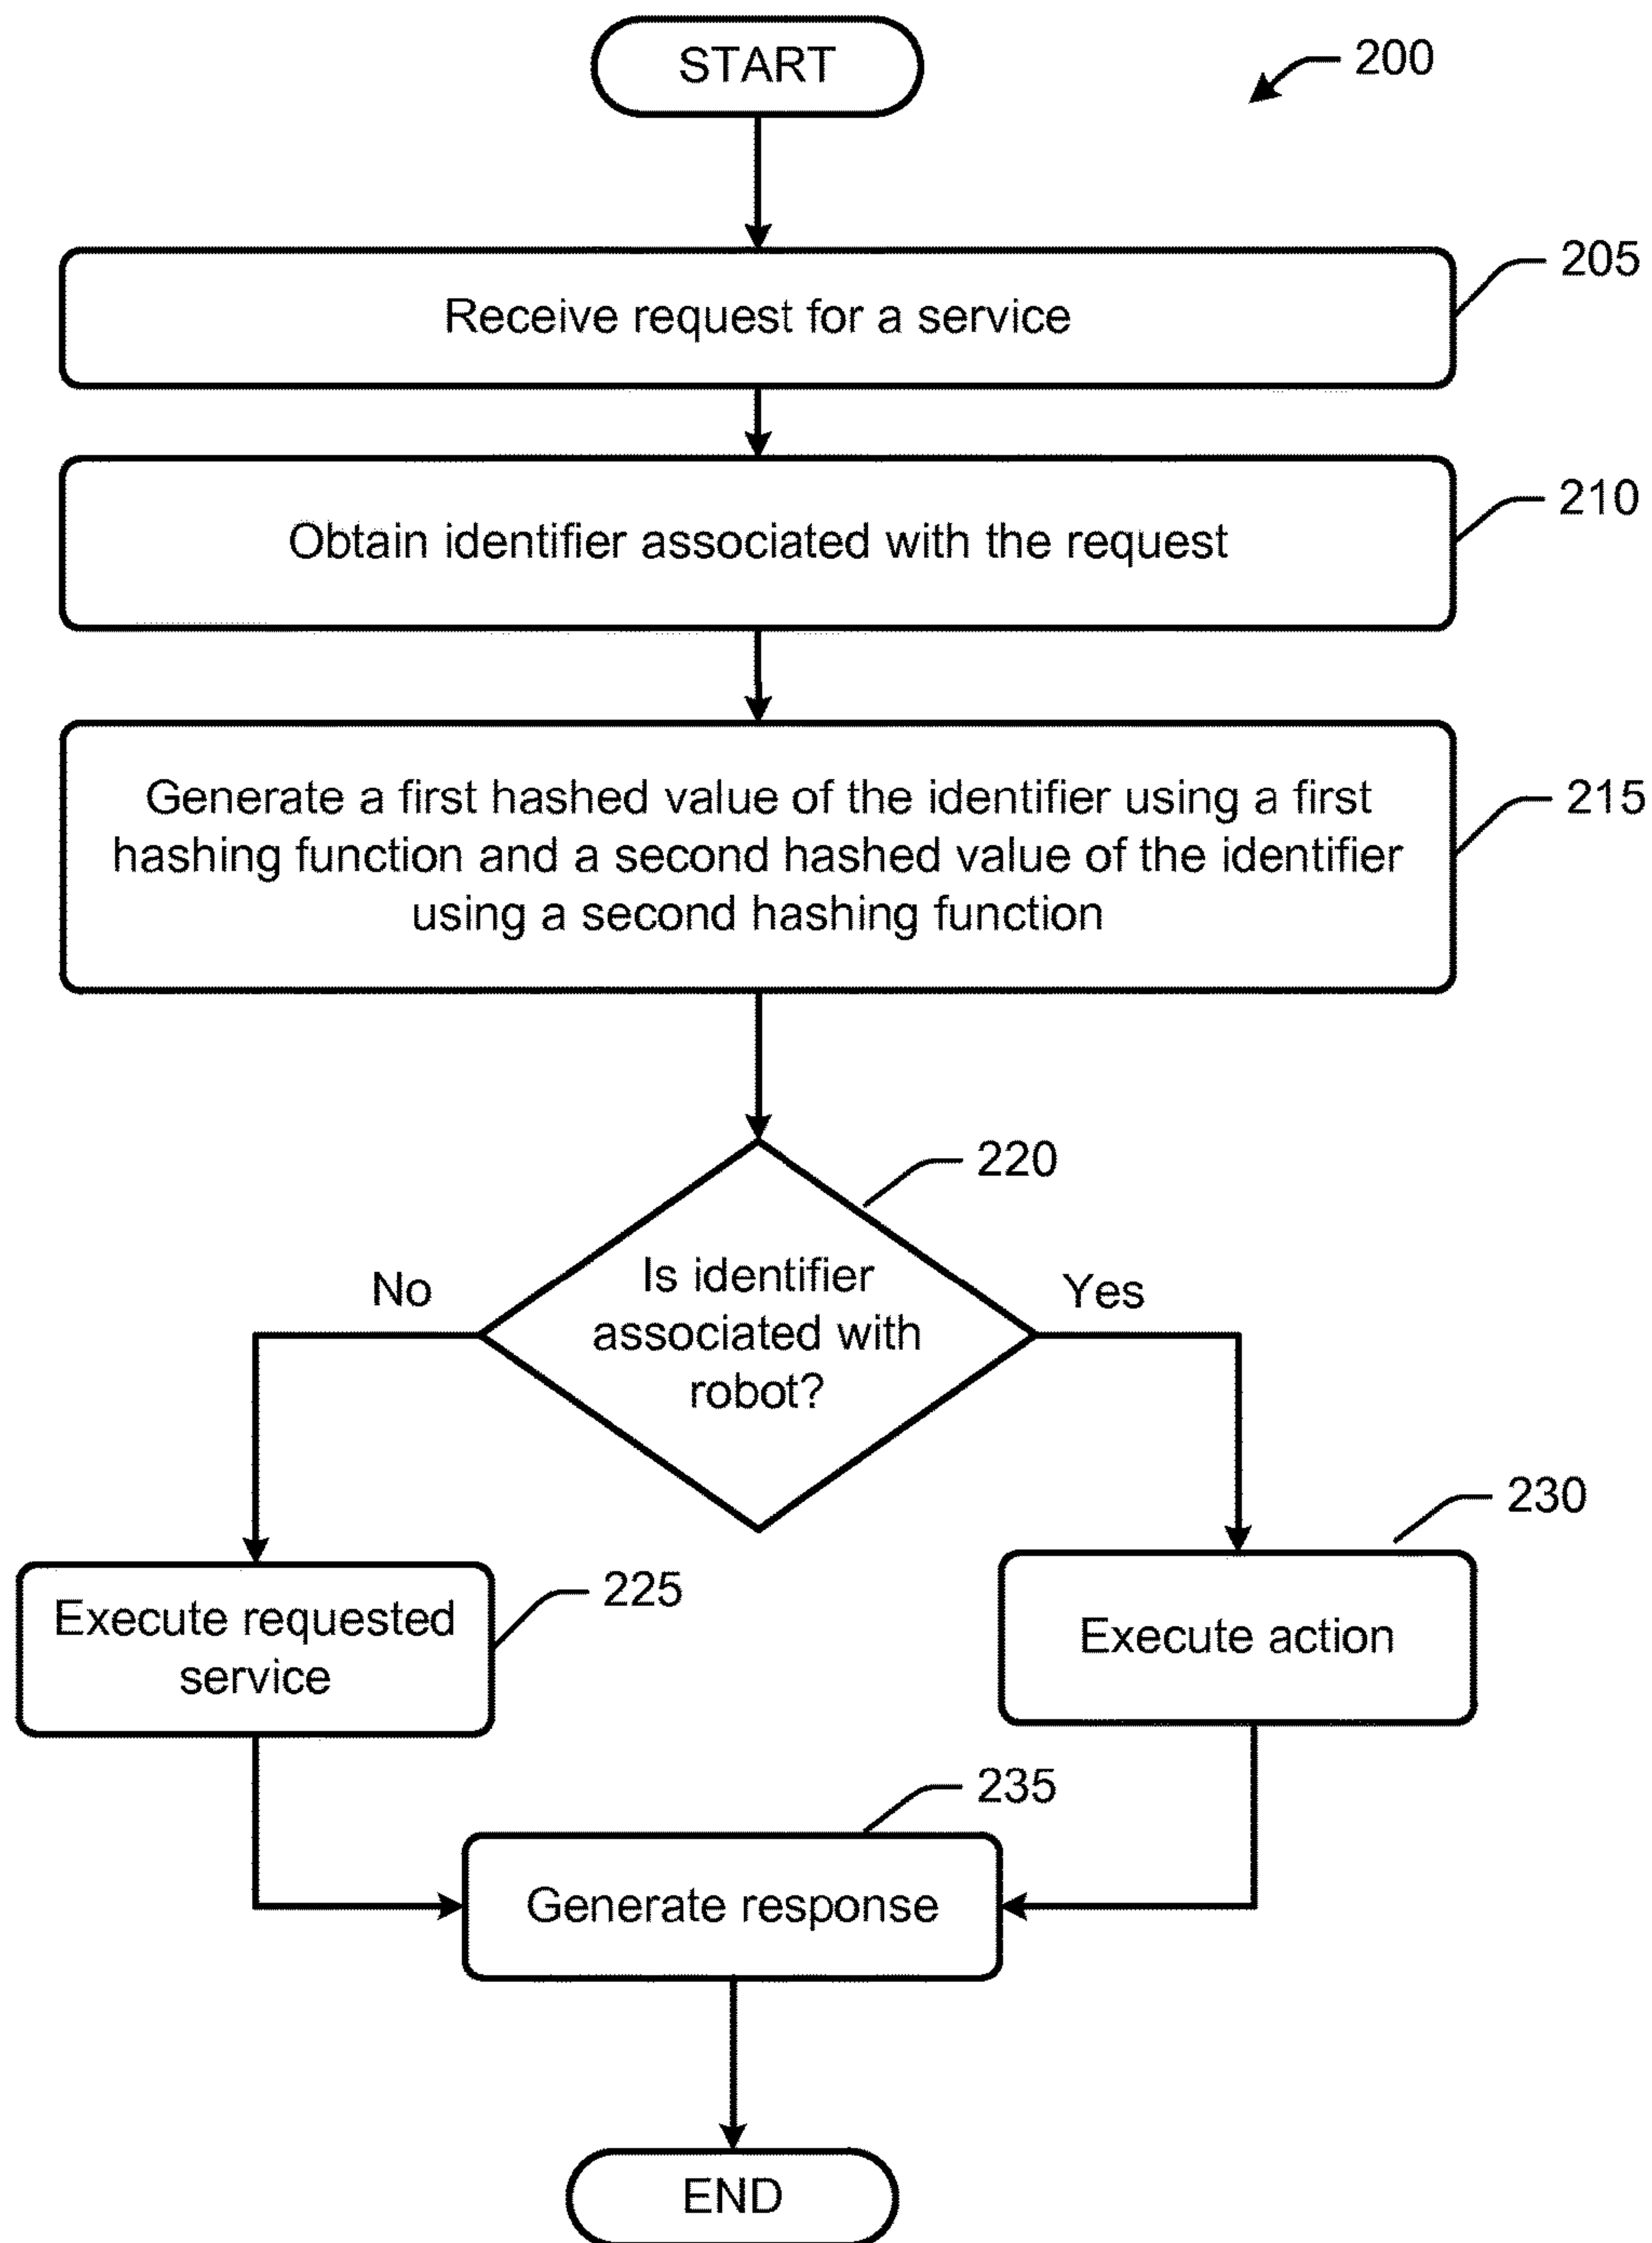 START
200
Receive request for a service
205
Obtain identifier associated with the request
210
Generate a first hashed value of the identifier using a first
hashing function and a second hashed value of the identifier
using a second hashing function
215
220
Is identifier
associated with
robot?
No
Yes
Execute requested
service
225
230
Execute action
235
Generate response
END